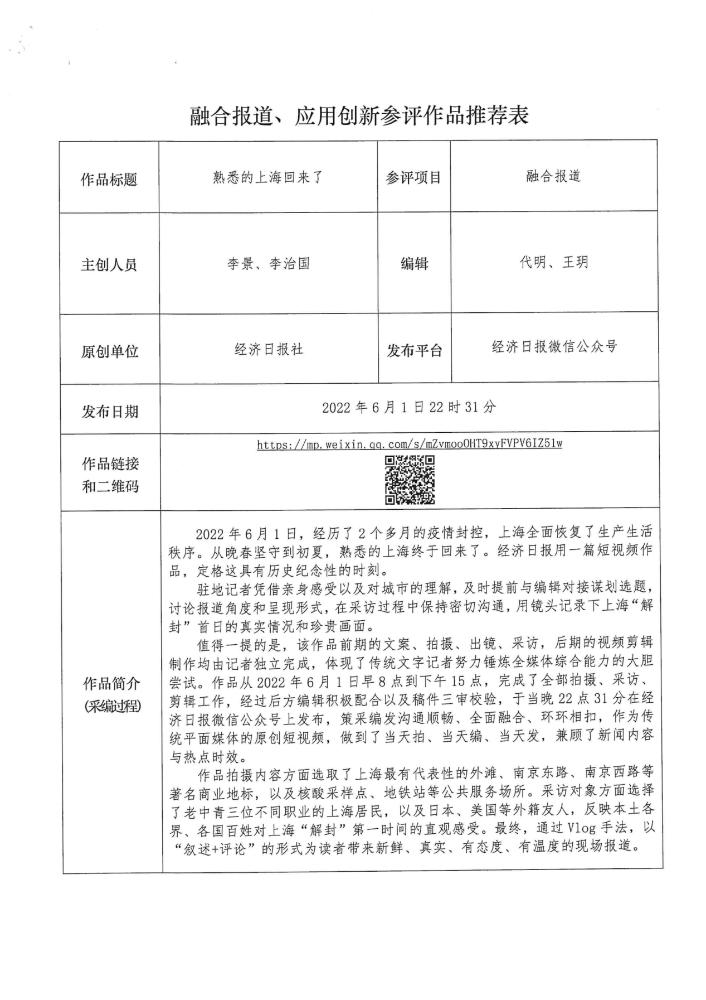 融合报道、应用创新参评作品推荐表
作品标题 熟悉的上海回来了 参评项目 融合报道
主创人员 李景、李治国 编辑 代明、王玥
原创单位 经济日报社 发布平台 经济日报微信公众号
发布日期 2022年6月1日22时31分
https://mp.weixin.qq.com/s/mZvmooOHT9xyFVPV6IZ51w
作品链接
和二维码
2022年6月1日，经历了2个多月的疫情封控，上海全面恢复了生产生活
秩序。从晚春坚守到初夏，熟悉的上海终于回来了。经济日报用一篇短视频作
品，定格这具有历史纪念性的时刻。
驻地记者凭借亲身感受以及对城市的理解，及时提前与编辑对接谋划选题，
讨论报道角度和呈现形式，在采访过程中保持密切沟通，用镜头记录下上海“解
封”首日的真实情况和珍贵画面。
值得一提的是，该作品前期的文案、拍摄、出镜、采访，后期的视频剪辑
制作均由记者独立完成，体现了传统文字记者努力锤炼全媒体综合能力的大胆
尝试。作品从2022年6月1日早8点到下午15点，完成了全部拍摄、采访、
剪辑工作，经过后方编辑积极配合以及稿件三审校验，于当晚22点31分在经
济日报微信公众号上发布，策采编发沟通顺畅、全面融合、环环相扣，作为传
统平面媒体的原创短视频，做到了当天拍、当天编、当天发，兼顾了新闻内容
与热点时效。
作品拍摄内容方面选取了上海最有代表性的外滩、南京东路、南京西路等
著名商业地标，以及核酸采样点、地铁站等公共服务场所。采访对象方面选择
了老中青三位不同职业的上海居民，以及日本、美国等外籍友人，反映本土各
界、各国百姓对上海“解封”第一时间的直观感受。最终，通过Vlog手法，以
“叙述+评论”的形式为读者带来新鲜、真实、有态度、有温度的现场报道。
作品简介
(采编过程)